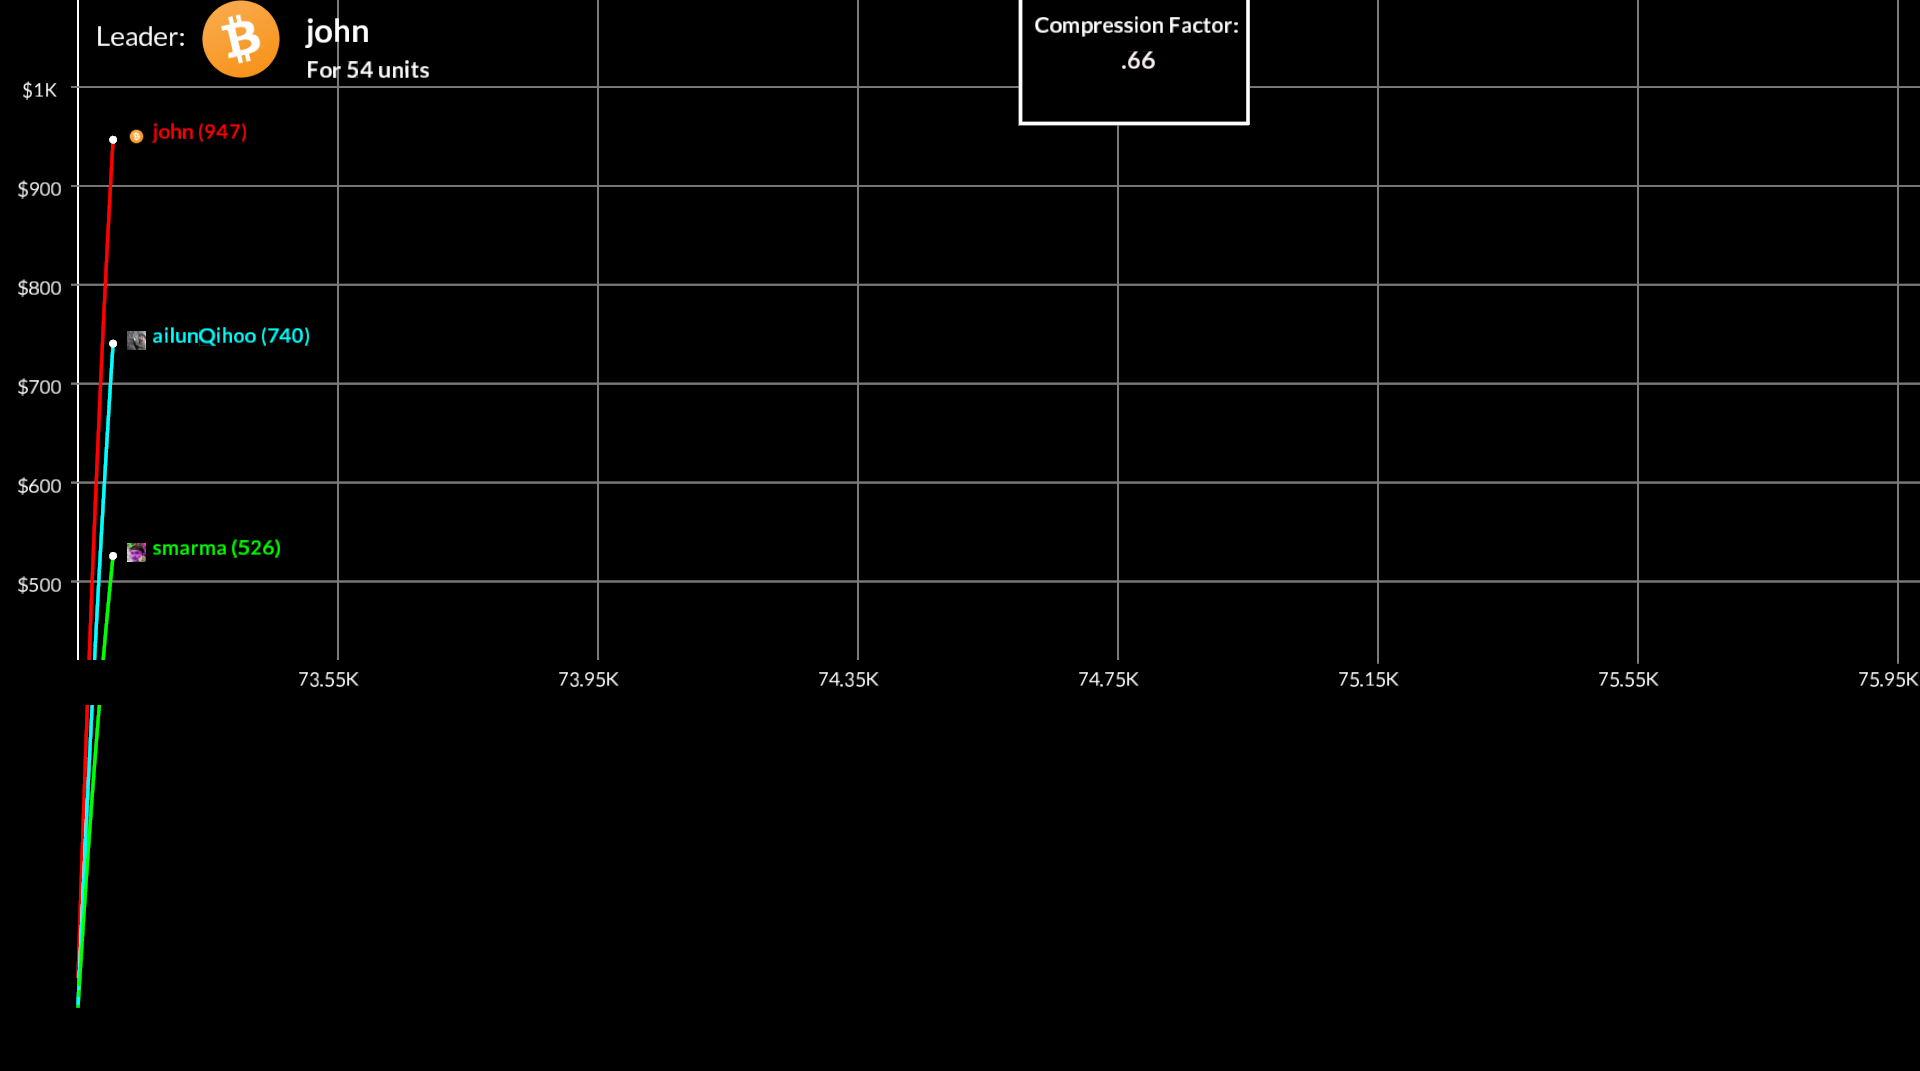 Leader:
john
For 54 units
Compression Factor:
.66
$1K
john (947)
$900
$800
ailunQihoo (740)
$700
$600
smarma (526)
$500
73.55K
73.95K
74.35K
74.75K
75.15K
75.55K
75.95K